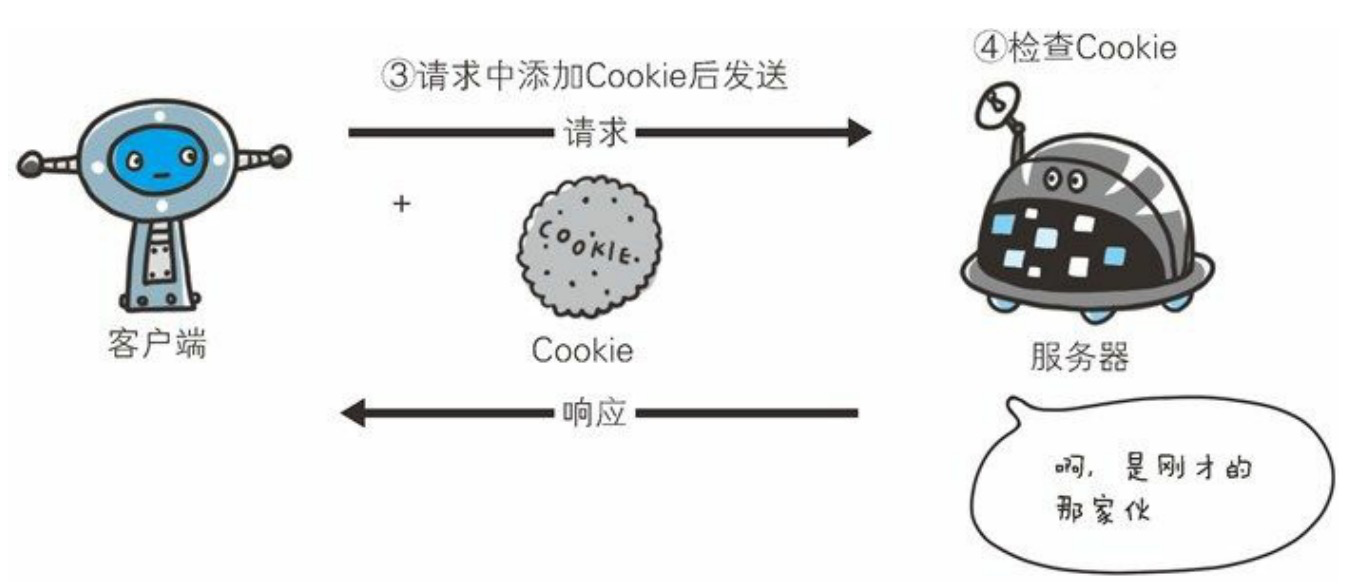 ④检查Cookie
③请求中添加Cookie后发送
请求
+
COOKIE.
客户端
Cookie
服务器
响应
啊，是刚才的
那家伙